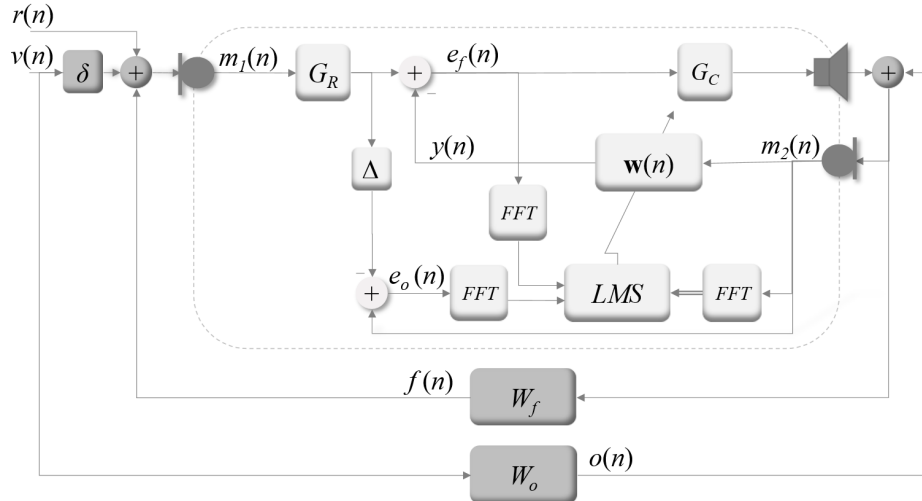 r(n)
v(n)
δ
+
m₁(n)
G_R
+
−
e_f(n)
G_C
+
y(n)
w(n)
m₂(n)
Δ
FFT
−
+
e_o(n)
FFT
LMS
FFT
f(n)
W_f
W_o
o(n)